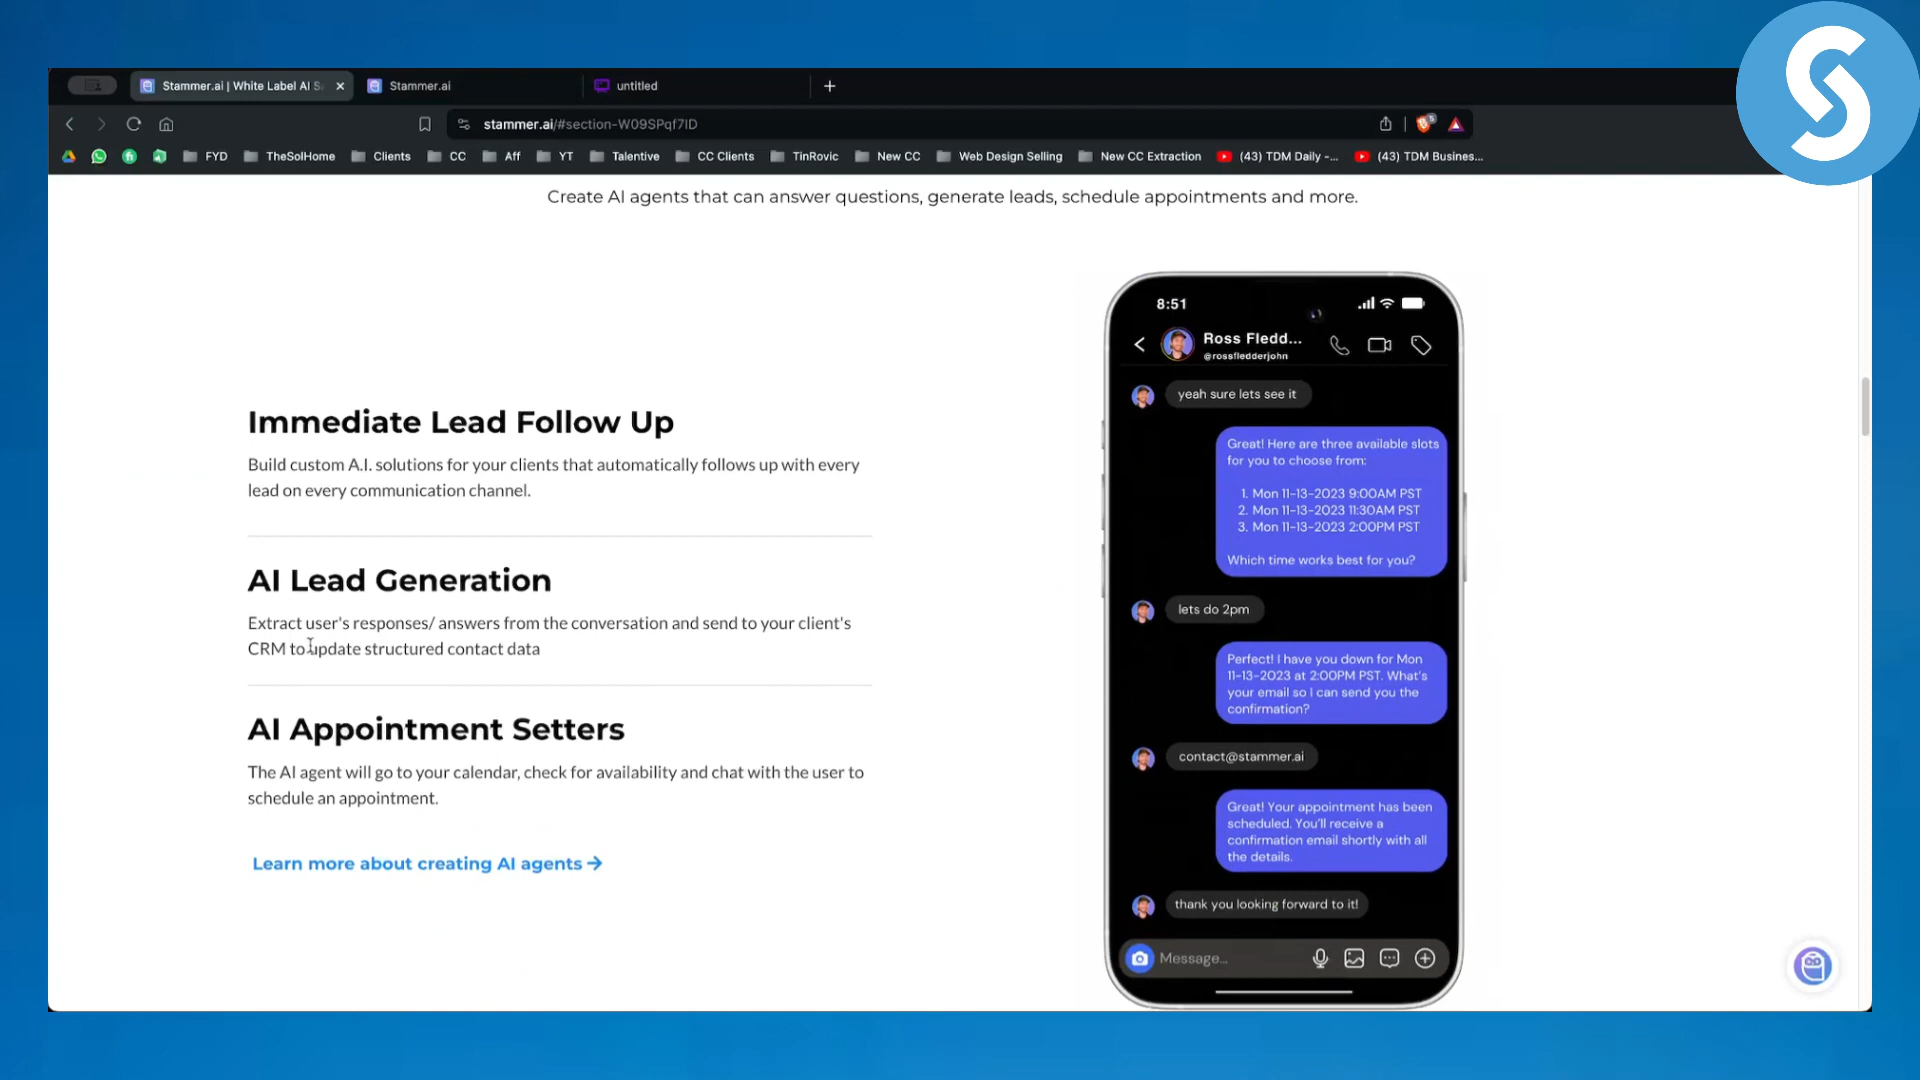 Stammer.ai | White Label AI S
Stammer.ai
untitled
stammer.ai/#section-W09SPqf7ID
5
FYD
TheSolHome
Clients
CC
Aff
YT
Talentive
CC Clients
TinRovic
New CC
Web Design Selling
New CC Extraction
(43) TDM Daily -...
(43) TDM Busines...
Create AI agents that can answer questions, generate leads, schedule appointments and more.
Immediate Lead Follow Up
Build custom A.I. solutions for your clients that automatically follows up with every
lead on every communication channel.
AI Lead Generation
Extract user's responses/ answers from the conversation and send to your client's
CRM to update structured contact data
AI Appointment Setters
The AI agent will go to your calendar, check for availability and chat with the user to
schedule an appointment.
Learn more about creating AI agents →
8:51
Ross Fledd...
@rossfledderjohn
yeah sure lets see it
Great! Here are three available slots
for you to choose from:
1. Mon 11-13-2023 9:00AM PST
2. Mon 11-13-2023 11:30AM PST
3. Mon 11-13-2023 2:00PM PST
Which time works best for you?
lets do 2pm
Perfect! I have you down for Mon
11-13-2023 at 2:00PM PST. What's
your email so I can send you the
confirmation?
contact@stammer.ai
Great! Your appointment has been
scheduled. You'll receive a
confirmation email shortly with all
the details.
thank you looking forward to it!
Message...